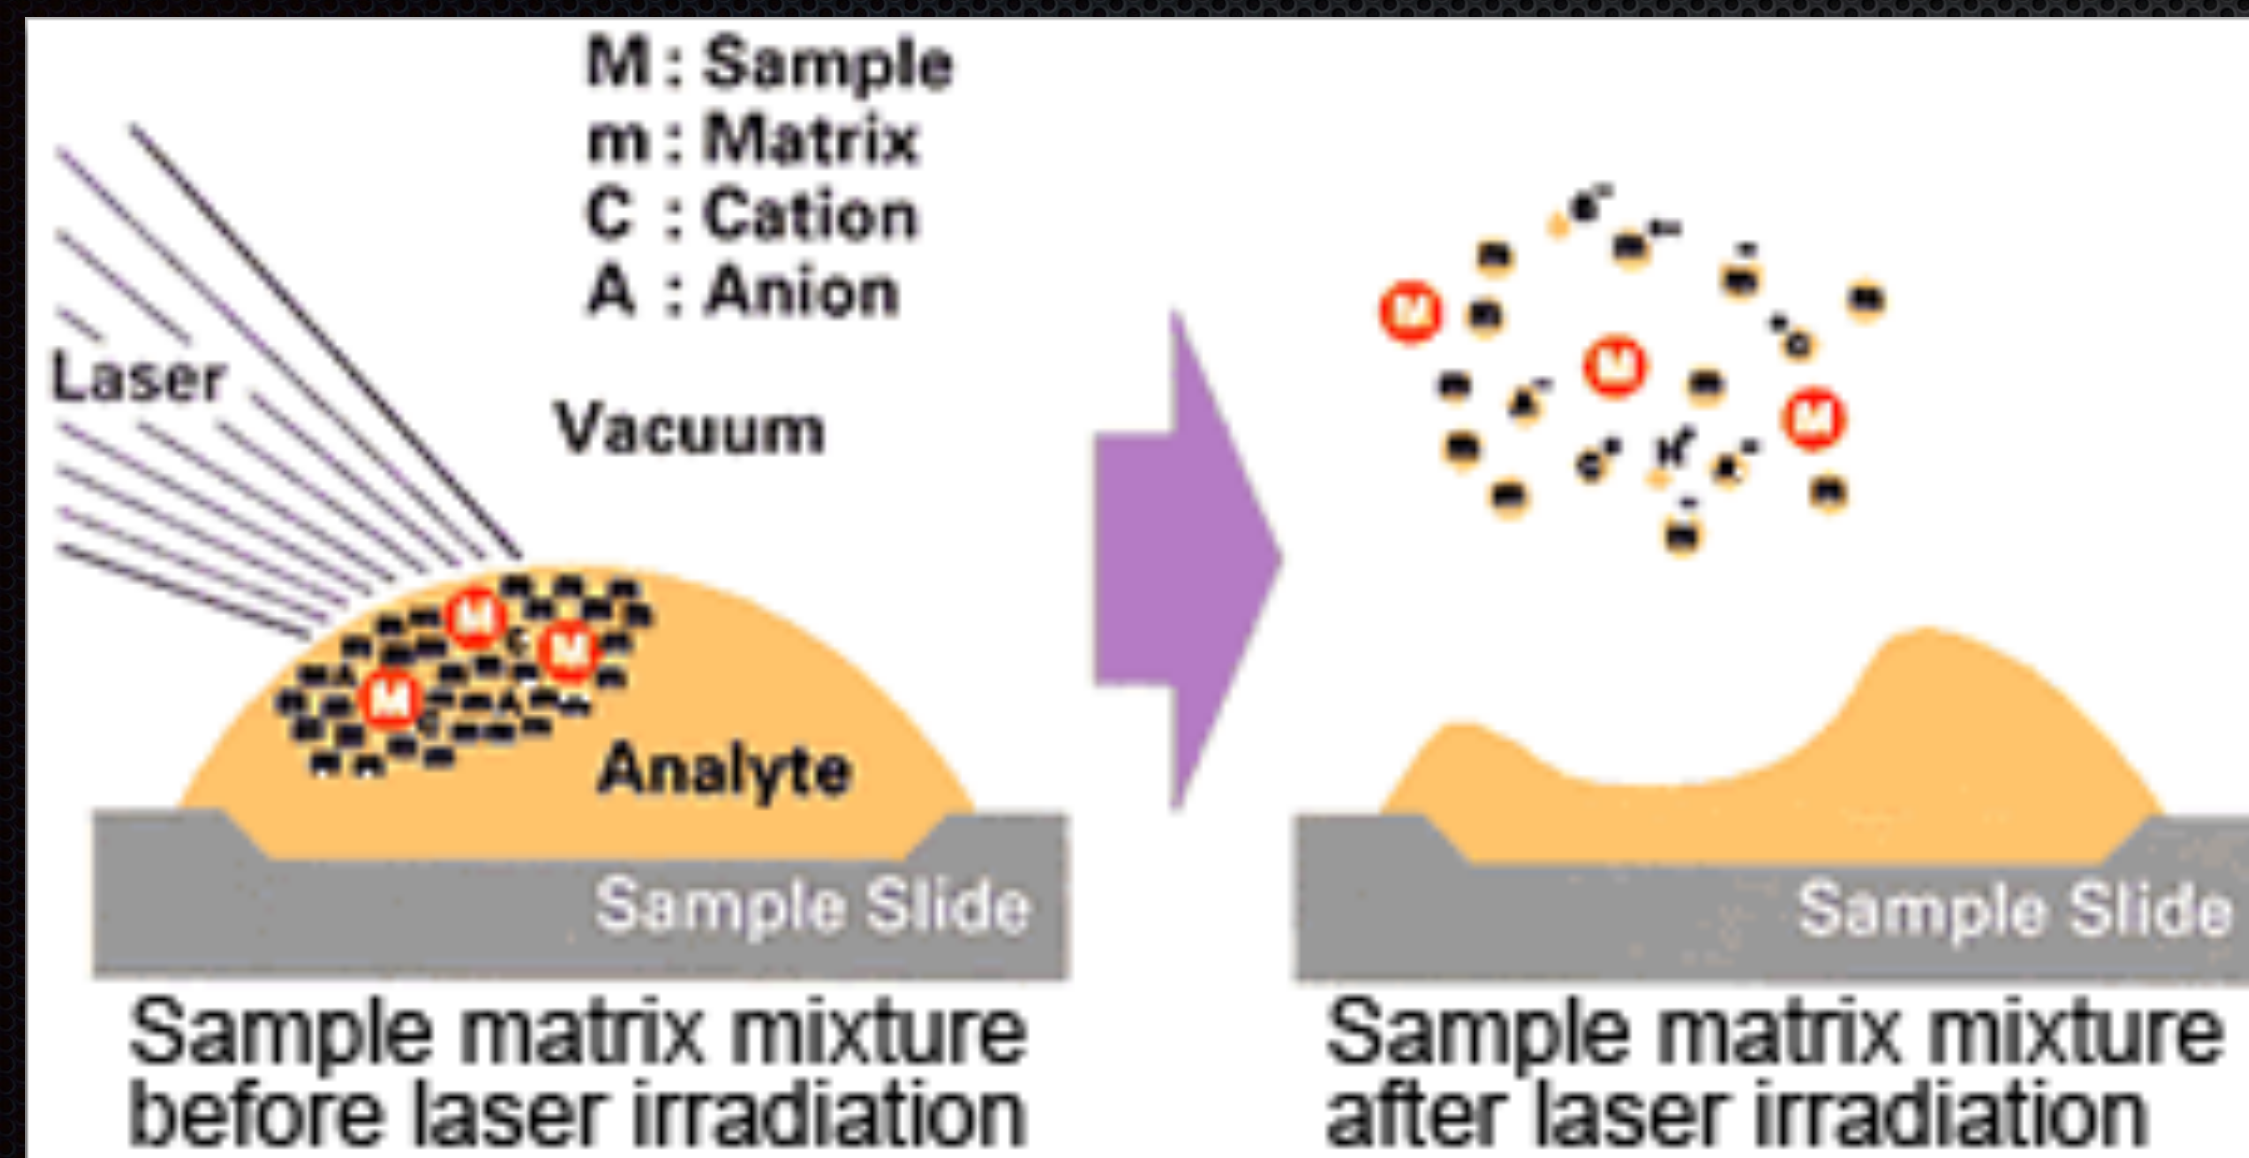 M : Sample
m : Matrix
C : Cation
A : Anion
Laser
Vacuum
M
M
M
Analyte
Sample Slide
Sample matrix mixture
before laser irradiation
M
M
M
Sample Slide
Sample matrix mixture
after laser irradiation